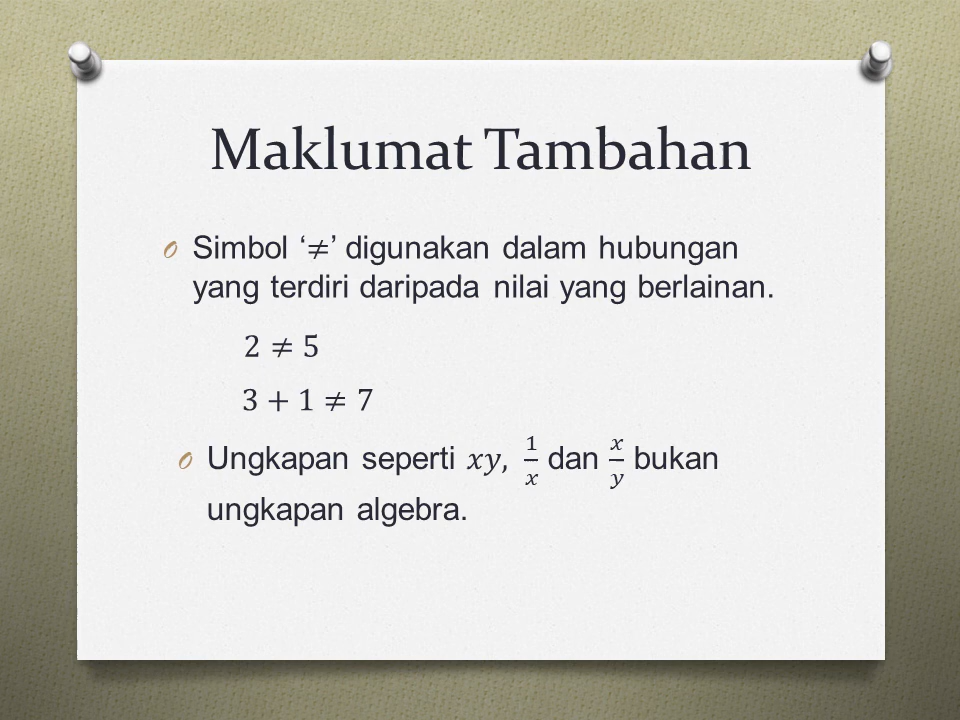 Maklumat Tambahan
Simbol ‘≠’ digunakan dalam hubungan
yang terdiri daripada nilai yang berlainan.
2 ≠ 5
3 + 1 ≠ 7
Ungkapan seperti 𝑥𝑦, 1/𝑥 dan 𝑥/𝑦 bukan
ungkapan algebra.